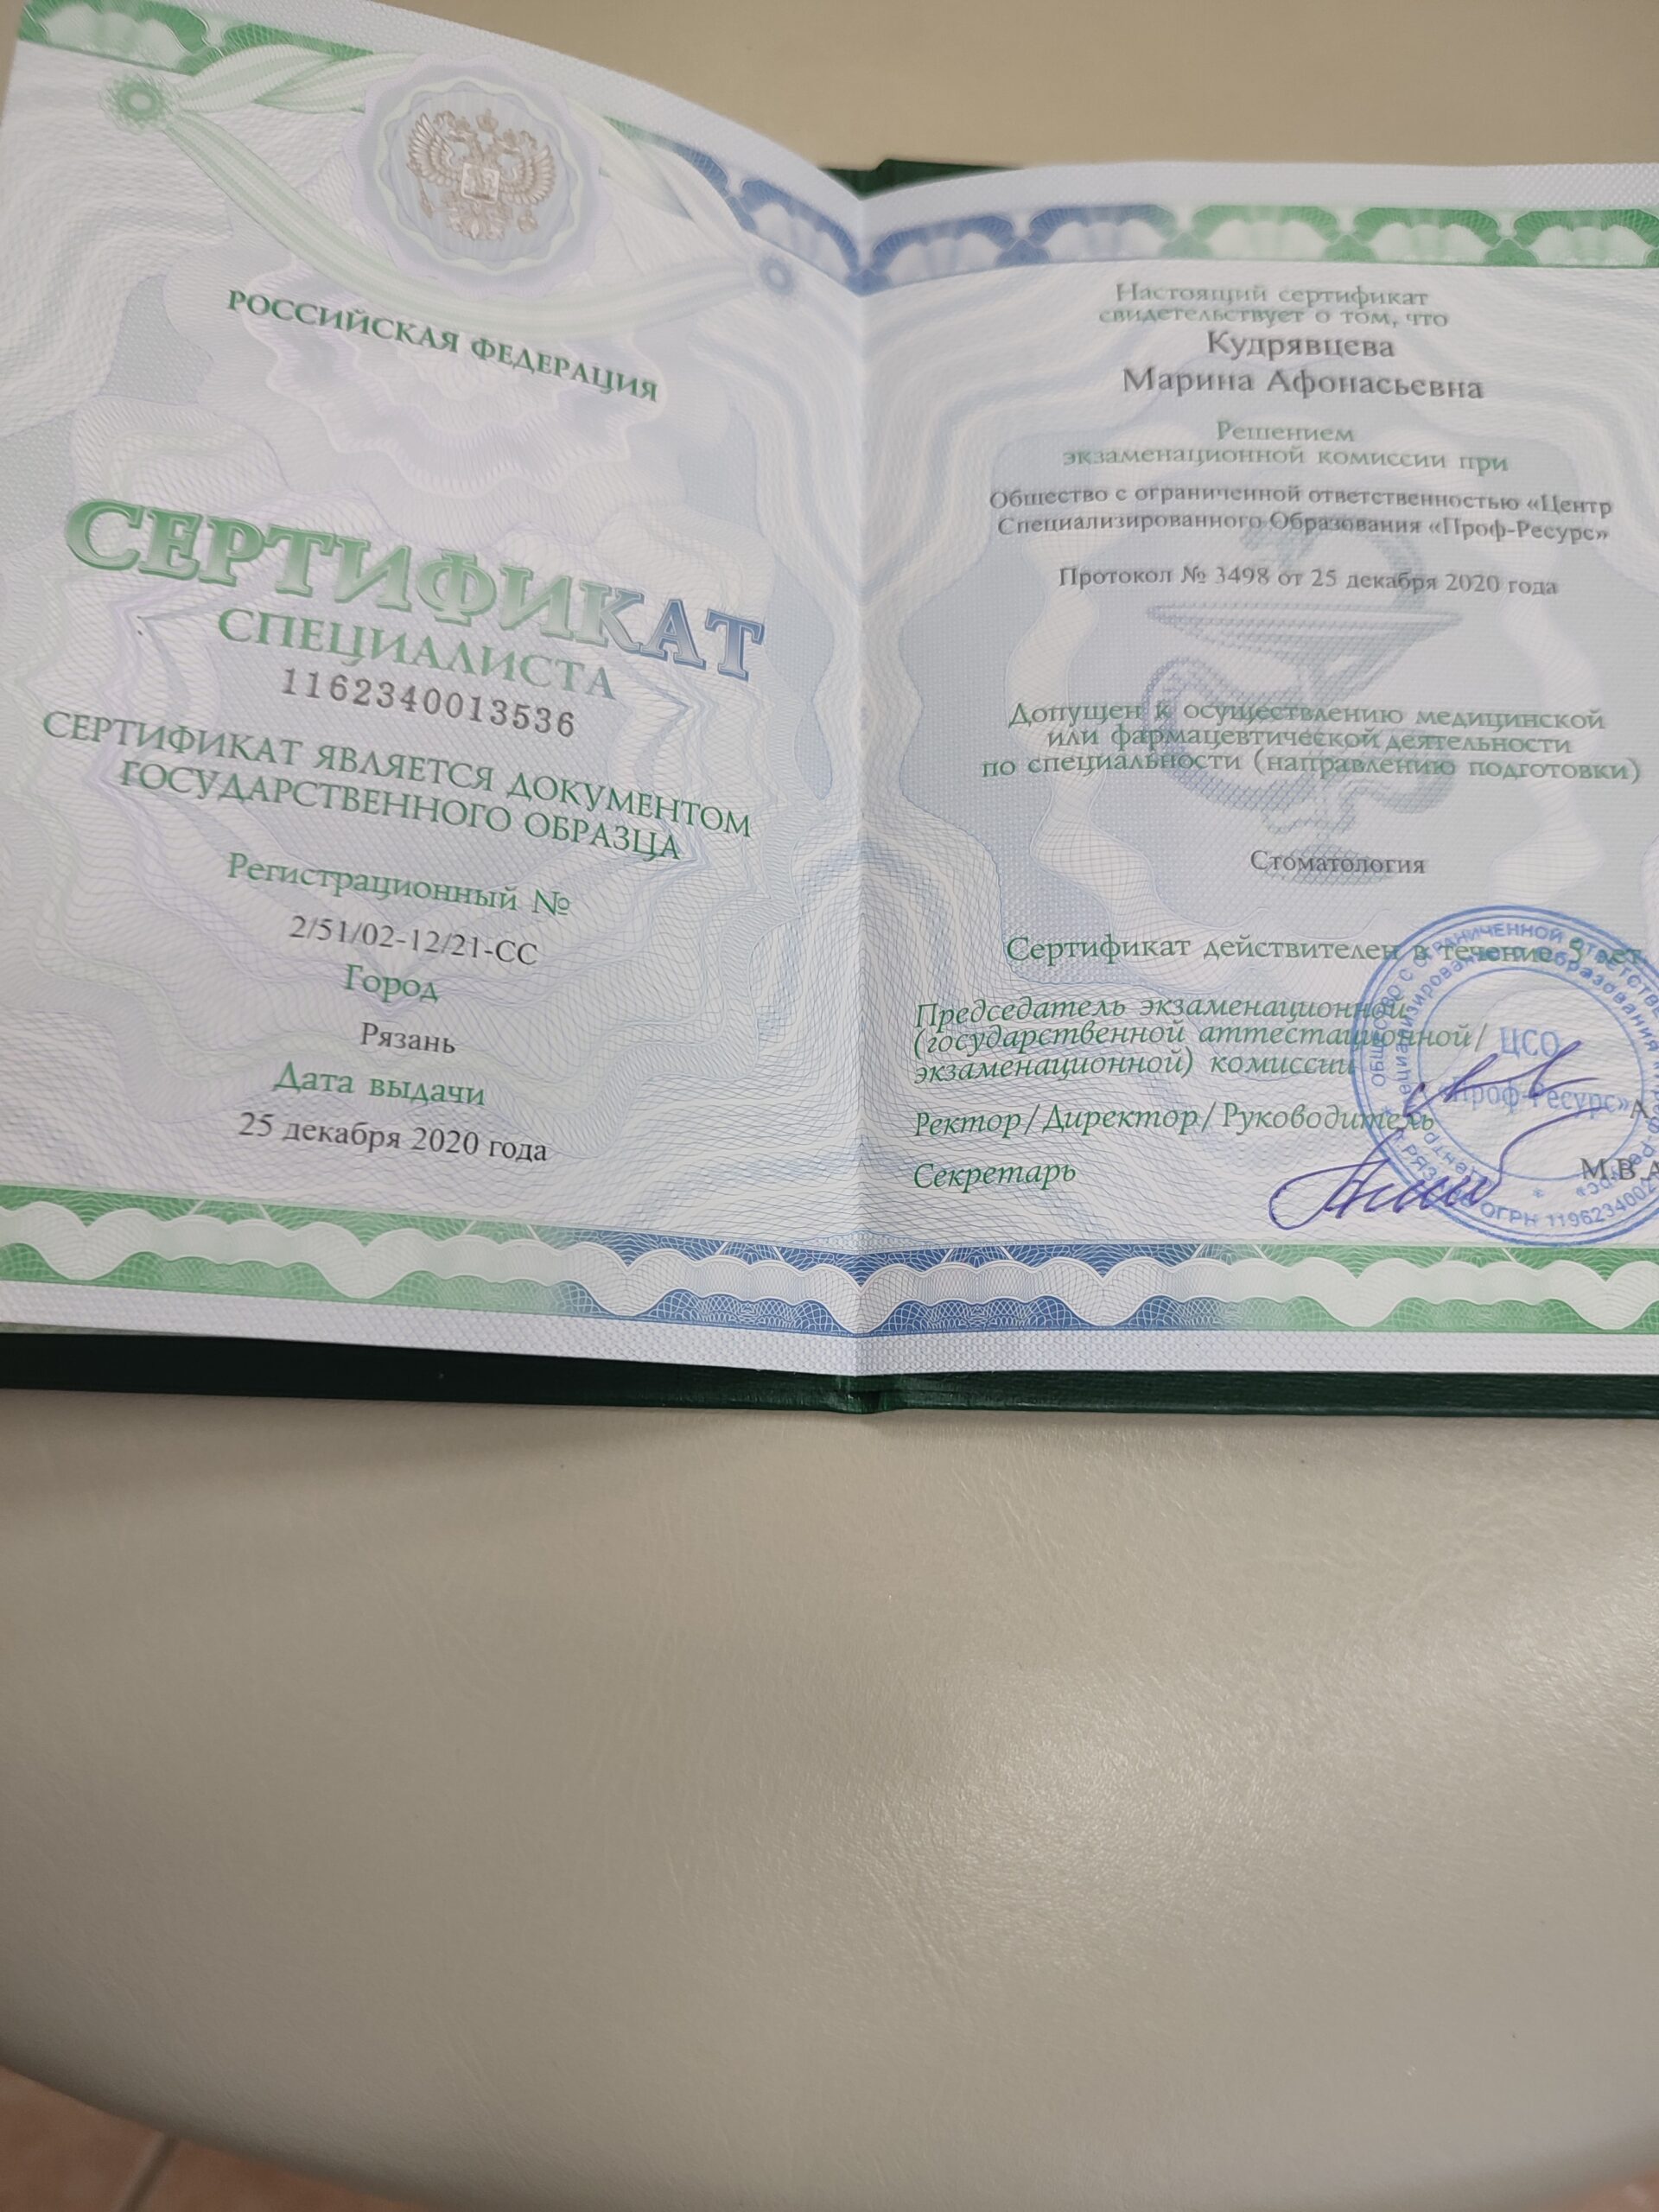 РОССИЙСКАЯ ФЕДЕРАЦИЯ
СЕРТИФИКАТ
СПЕЦИАЛИСТА
1162340013536
СЕРТИФИКАТ ЯВЛЯЕТСЯ ДОКУМЕНТОМ
ГОСУДАРСТВЕННОГО ОБРАЗЦА
Регистрационный №
2/51/02-12/21-СС
Город
Рязань
Дата выдачи
25 декабря 2020 года
Настоящий сертификат
свидетельствует о том, что
Кудрявцева
Марина Афонасьевна
Решением
экзаменационной комиссии при
Общество с ограниченной ответственностью «Центр
Специализированного Образования «Проф-Ресурс»
Протокол № 3498 от 25 декабря 2020 года
Допущен к осуществлению медицинской
или фармацевтической деятельности
по специальности (направлению подготовки)
Стоматология
Сертификат действителен в течение 5 лет
Председатель экзаменационной
(государственной аттестационной/
экзаменационной) комиссии
Ректор/Директор/Руководитель
Секретарь
ЦСО
«Проф-Ресурс»
М.В.